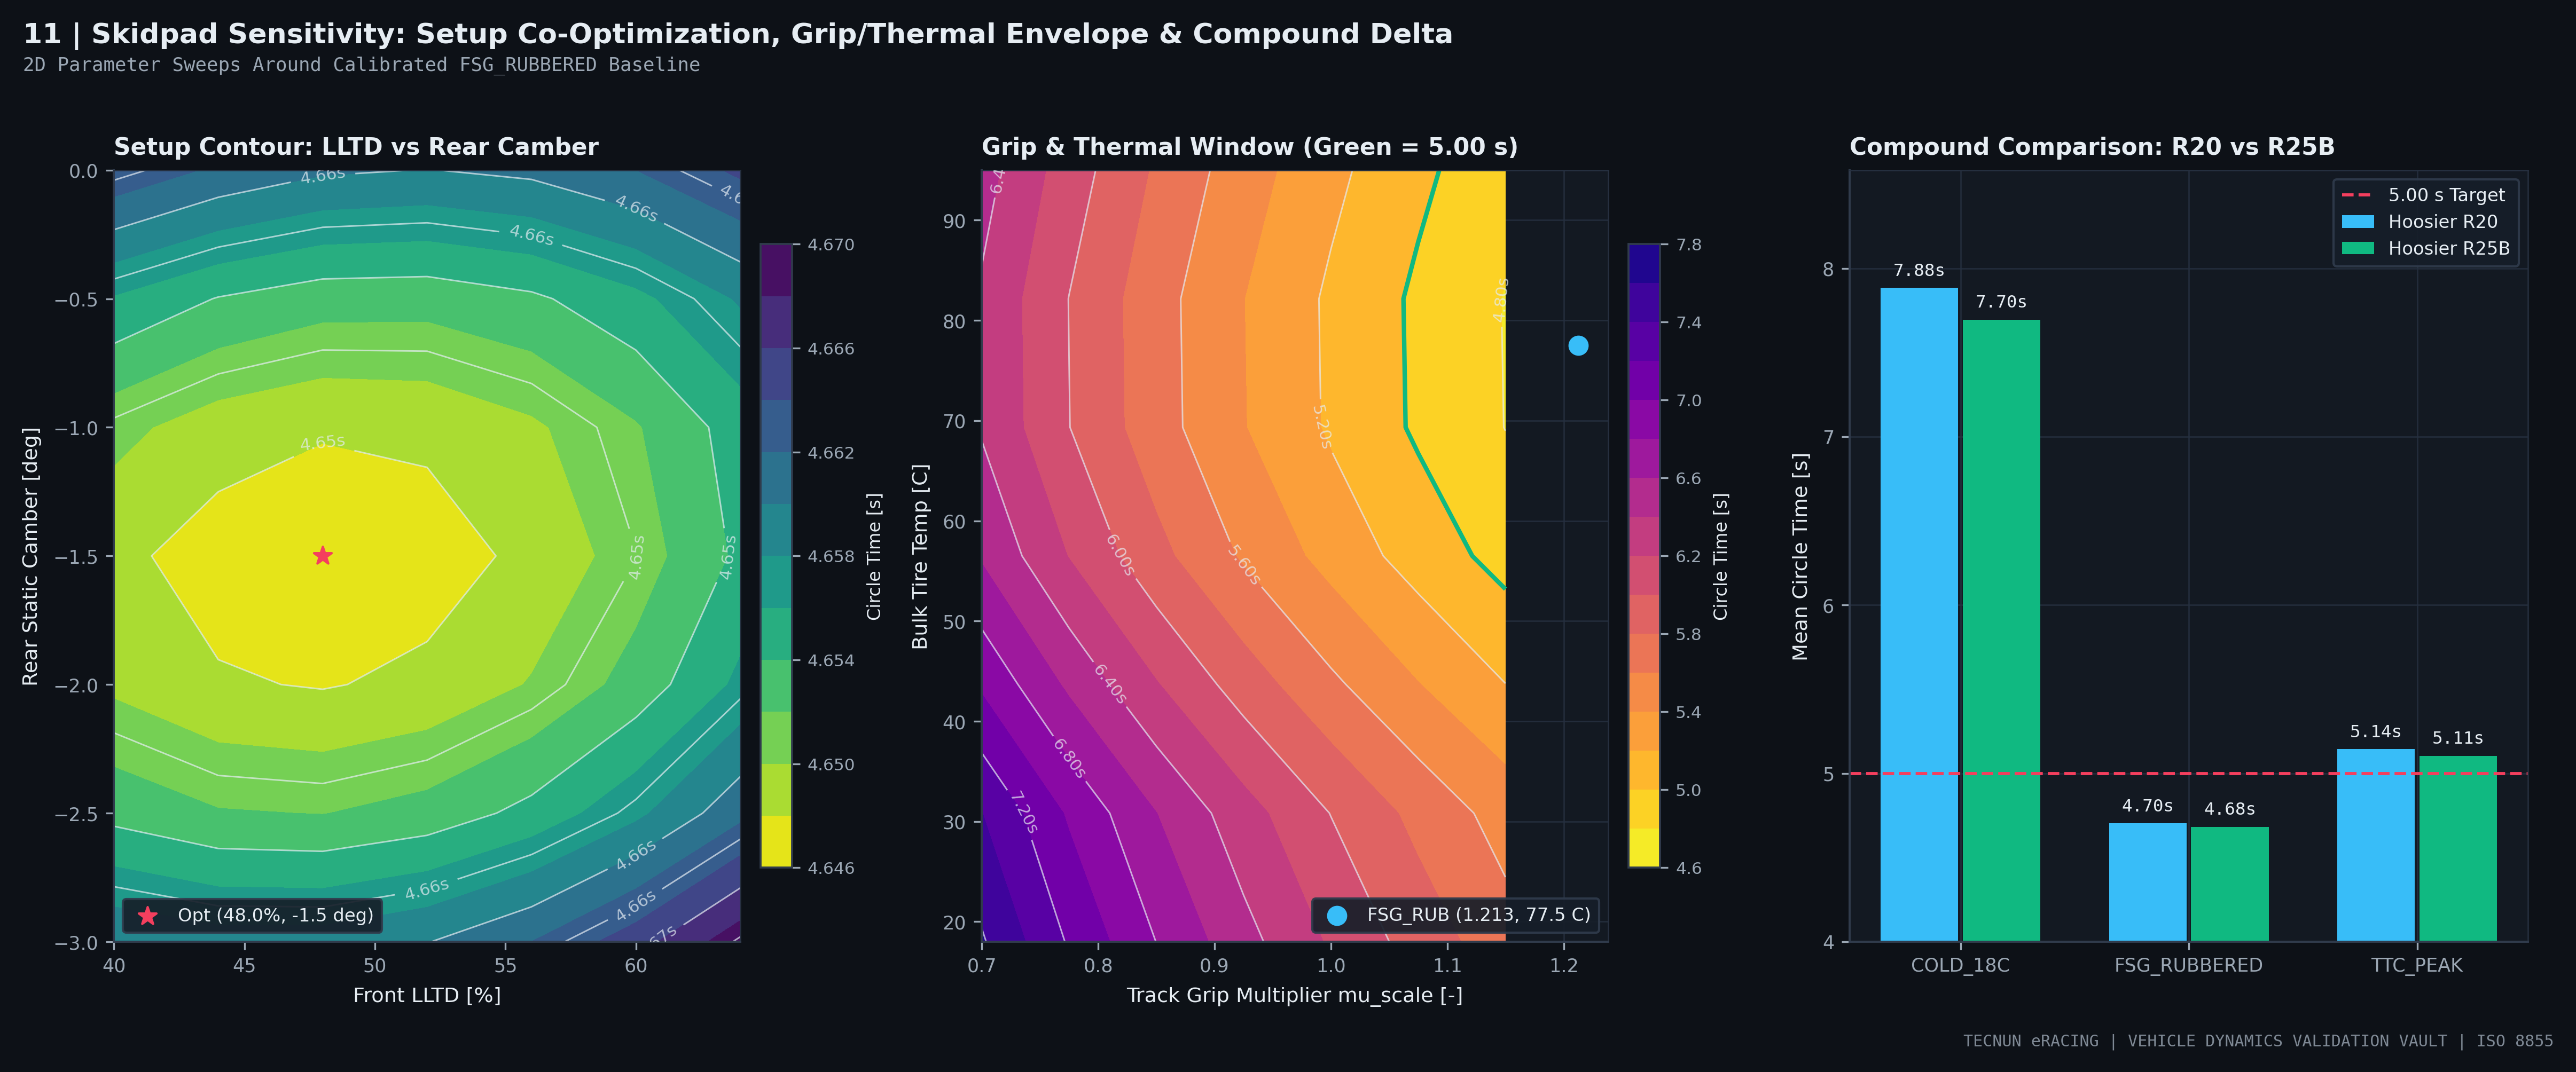 11 | Skidpad Sensitivity: Setup Co-Optimization, Grip/Thermal Envelope & Compound Delta
2D Parameter Sweeps Around Calibrated FSG_RUBBERED Baseline
Setup Contour: LLTD vs Rear Camber
Rear Static Camber [deg]
0.0
−0.5
−1.0
−1.5
−2.0
−2.5
−3.0
4.66s
4.66s
4.66s
4.65s
4.65s
4.65s
4.66s
4.66s
4.66s
Opt (48.0%, -1.5 deg)
40
45
50
55
60
Front LLTD [%]
4.670
4.666
4.662
4.658
4.654
4.650
4.646
Circle Time [s]
Grip & Thermal Window (Green = 5.00 s)
Bulk Tire Temp [C]
90
80
70
60
50
40
30
20
4.80s
5.20s
5.60s
6.00s
6.40s
6.80s
7.20s
FSG_RUB (1.213, 77.5 C)
0.7
0.8
0.9
1.0
1.1
1.2
Track Grip Multiplier mu_scale [-]
7.8
7.4
7.0
6.6
6.2
5.8
5.4
5.0
4.6
Circle Time [s]
Compound Comparison: R20 vs R25B
Mean Circle Time [s]
8
7
6
5
4
5.00 s Target
Hoosier R20
Hoosier R25B
7.88s
7.70s
4.70s
4.68s
5.14s
5.11s
COLD_18C
FSG_RUBBERED
TTC_PEAK
TECNUN eRACING | VEHICLE DYNAMICS VALIDATION VAULT | ISO 8855